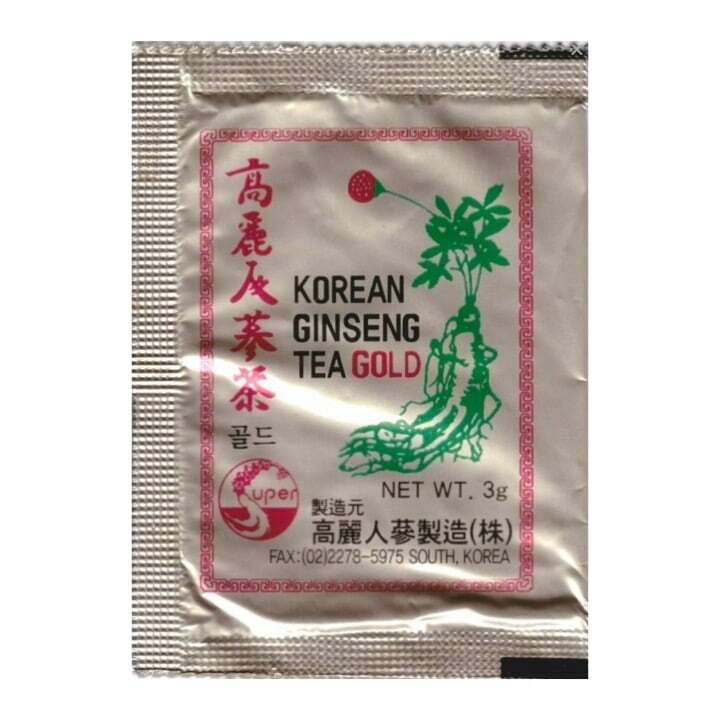 高麗人蔘茶
골드
KOREAN
GINSENG
TEA GOLD
Super
NET WT. 3g
製造元
高麗人蔘製造(株)
FAX:(02)2278-5975 SOUTH, KOREA